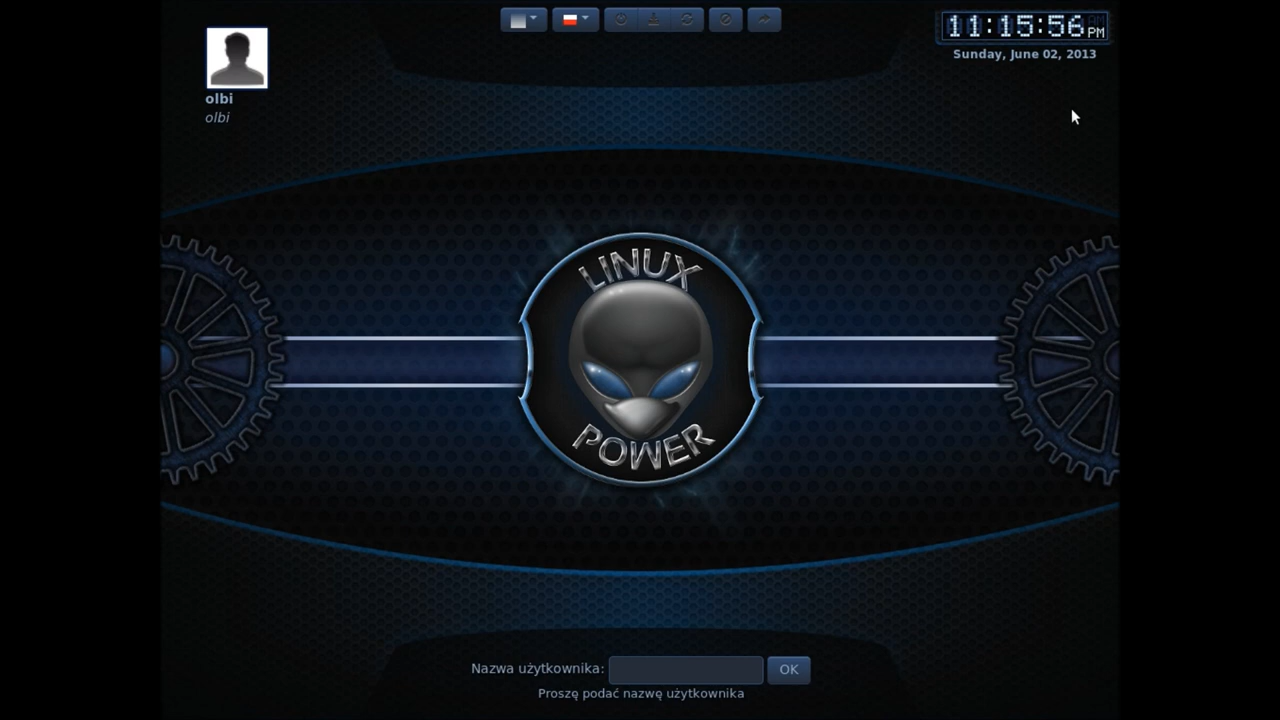 olbi
olbi
11:15:56 PM
Sunday, June 02, 2013
LINUX
POWER
Nazwa użytkownika:
OK
Proszę podać nazwę użytkownika